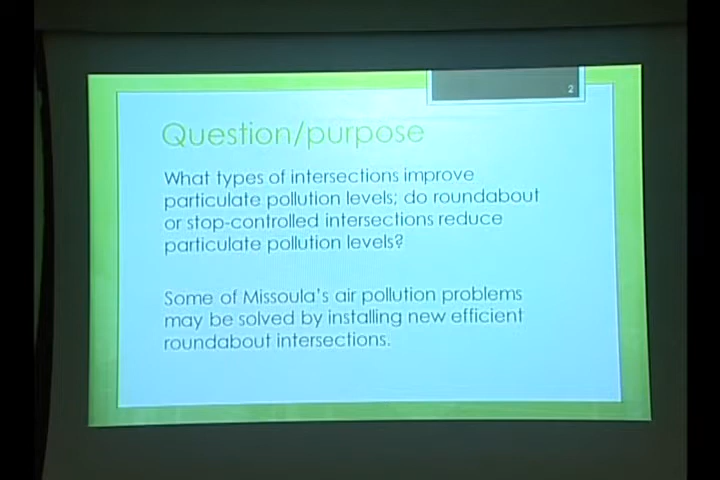 2
Question/purpose
What types of intersections improve
particulate pollution levels; do roundabout
or stop-controlled intersections reduce
particulate pollution levels?
Some of Missoula's air pollution problems
may be solved by installing new efficient
roundabout intersections.